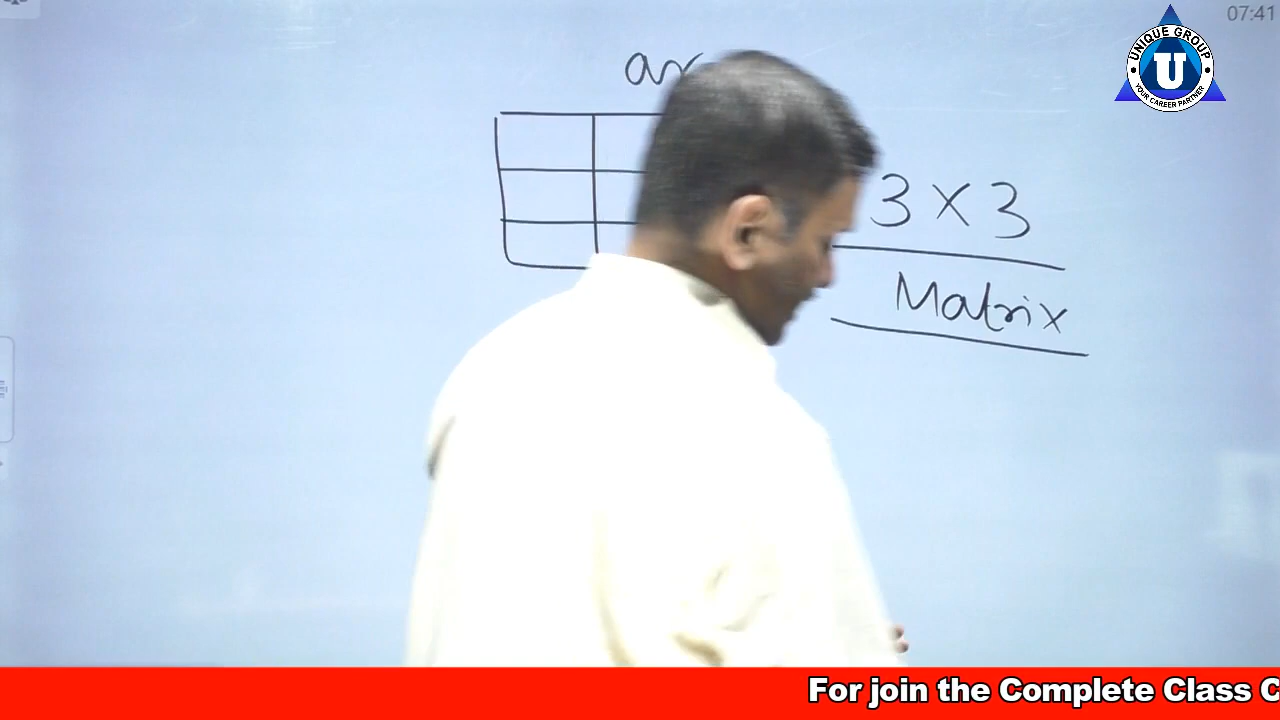 07:41
UNIQUE GROUP
U
YOUR CAREER PARTNER
3 × 3
Matrix
For join the Complete Class C